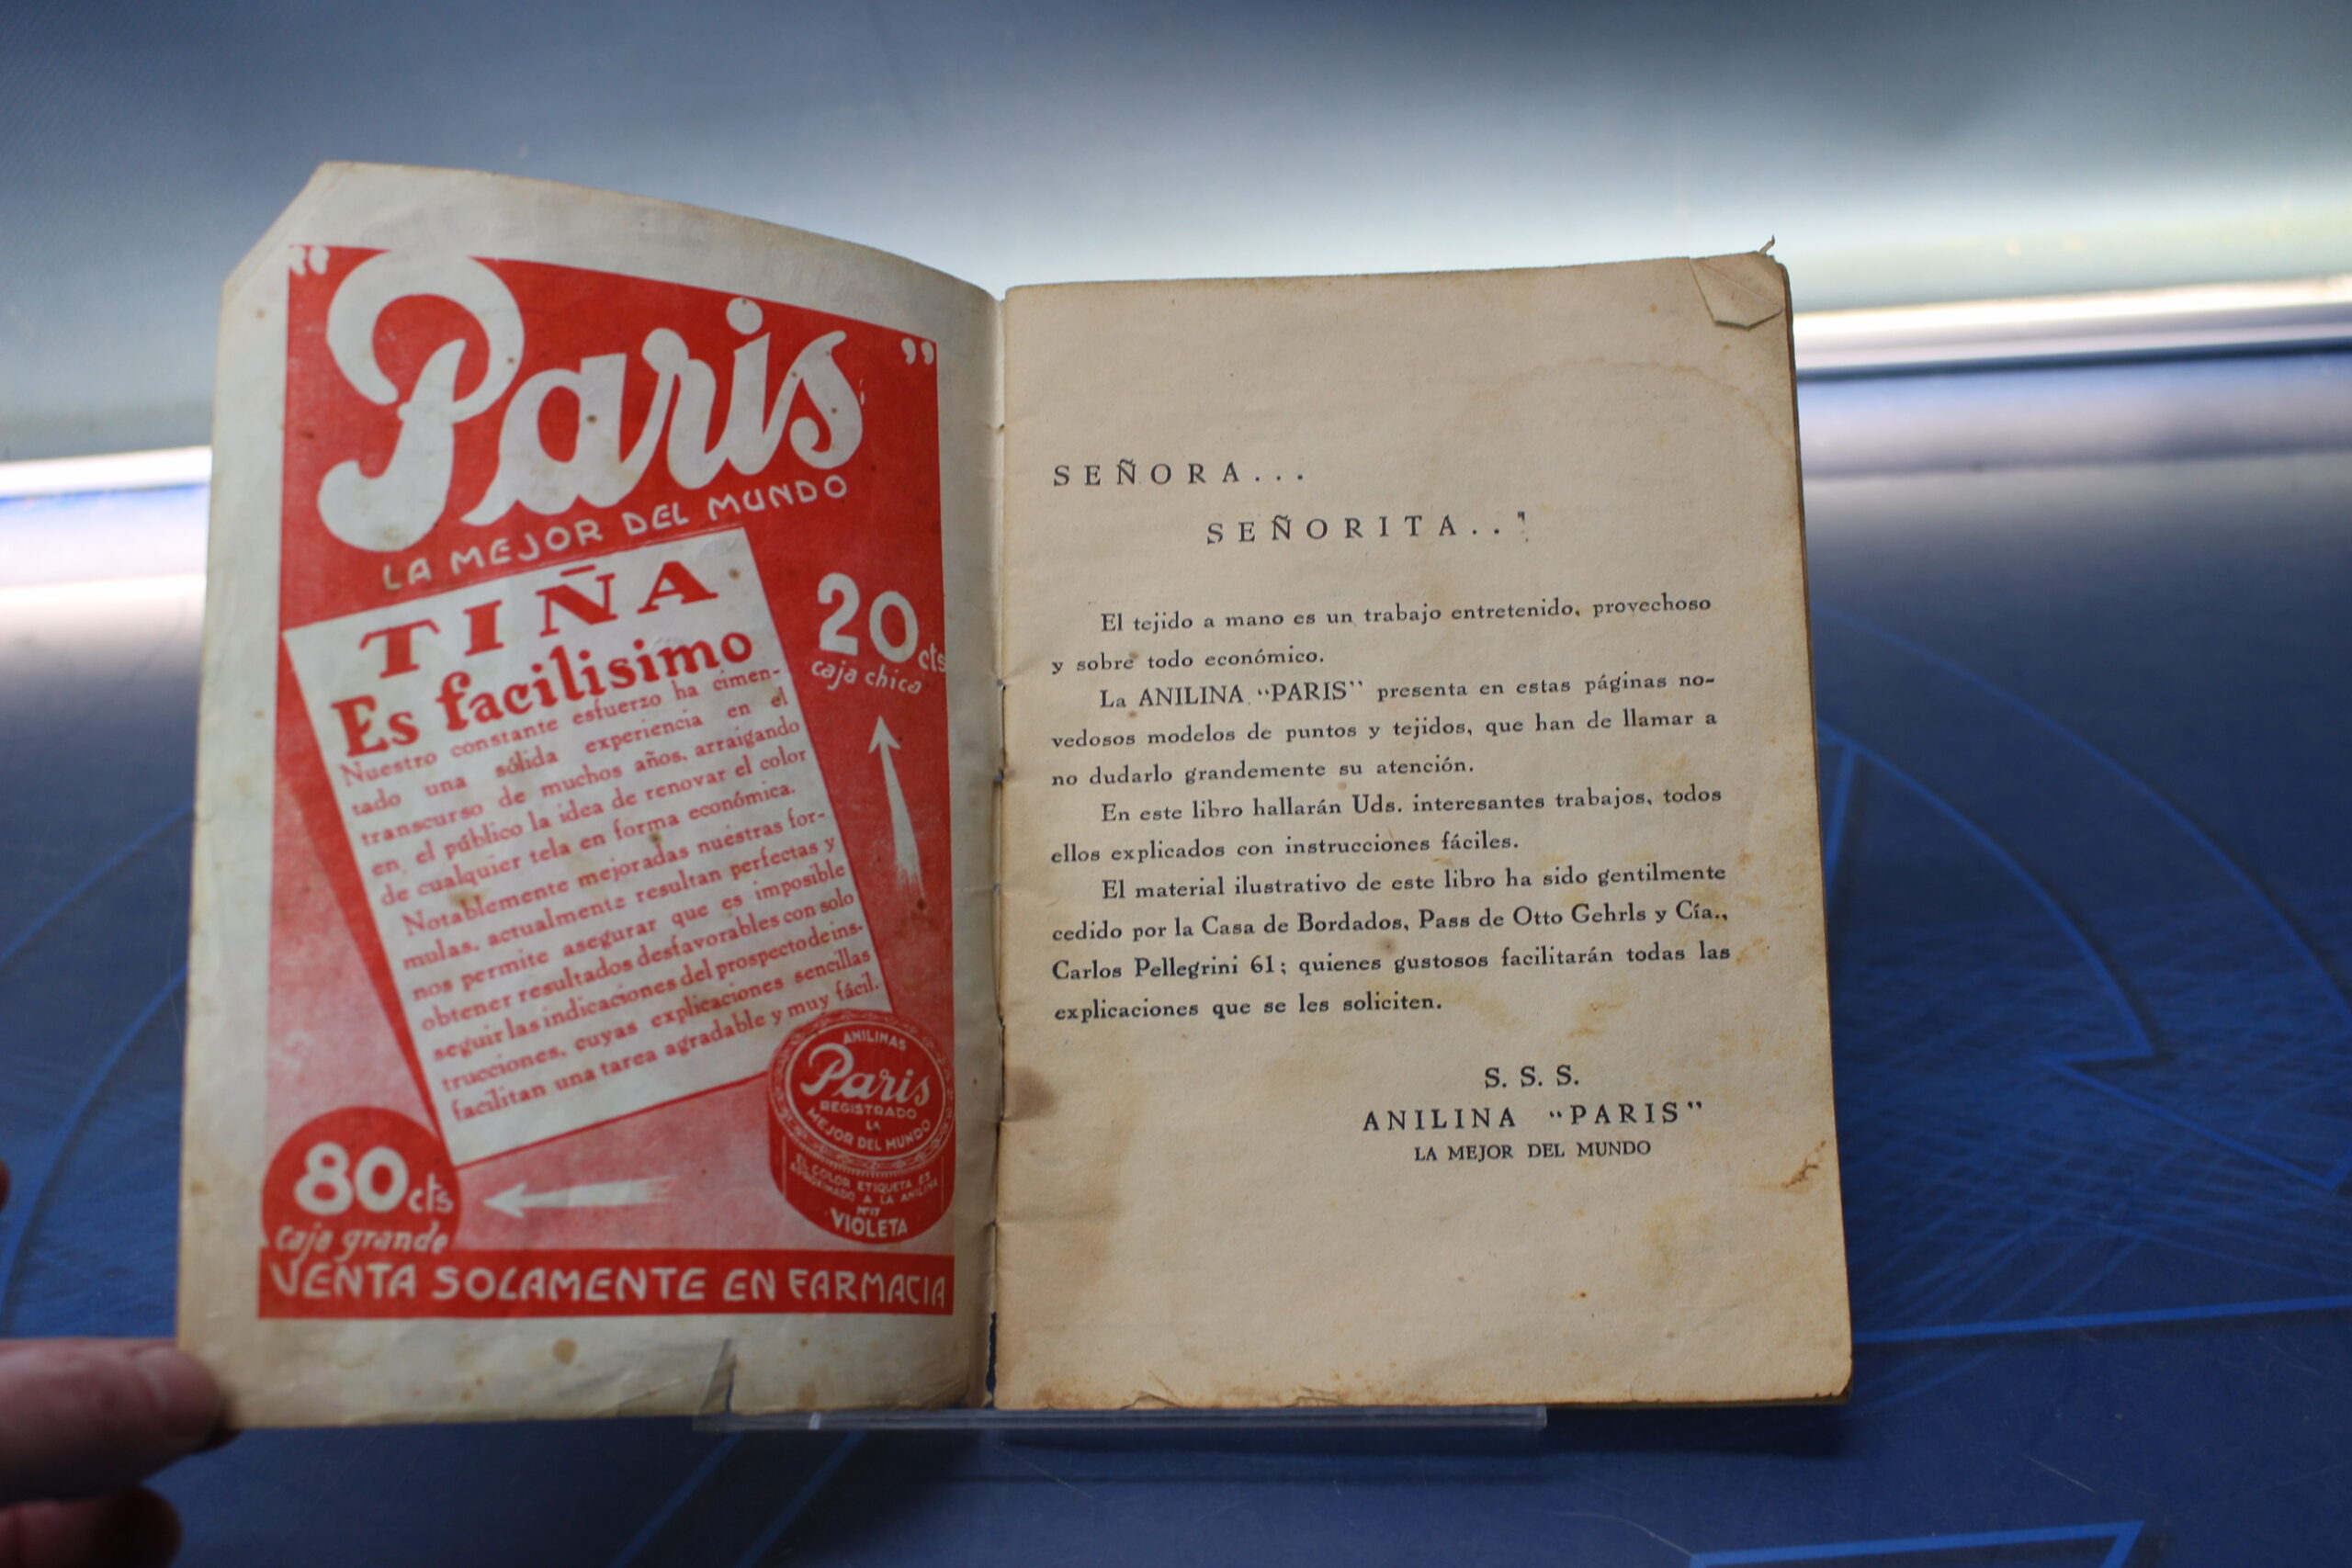 “Paris”
LA MEJOR DEL MUNDO
TIÑA
Es facilisimo
Nuestro constante esfuerzo ha cimen-
tado una sólida experiencia en el
transcurso de muchos años, arraigando
en el público la idea de renovar el color
de cualquier tela en forma económica.
Notablemente mejoradas nuestras for-
mulas, actualmente resultan perfectas y
nos permite asegurar que es imposible
obtener resultados desfavorables con solo
seguir las indicaciones del prospecto de ins-
trucciones, cuyas explicaciones sencillas
facilitan una tarea agradable y muy fácil.
20 cts
caja chica
ANILINAS
Paris
REGISTRADO
LA
MEJOR DEL MUNDO
EL COLOR ETIQUETA ES
APROXIMADO A LA ANILINA
Nº 17
VIOLETA
80 cts
caja grande
VENTA SOLAMENTE EN FARMACIA
SEÑORA...
SEÑORITA...
El tejido a mano es un trabajo entretenido, provechoso
y sobre todo económico.
La ANILINA “PARIS” presenta en estas páginas no-
vedosos modelos de puntos y tejidos, que han de llamar a
no dudarlo grandemente su atención.
En este libro hallarán Uds. interesantes trabajos, todos
ellos explicados con instrucciones fáciles.
El material ilustrativo de este libro ha sido gentilmente
cedido por la Casa de Bordados, Pass de Otto Gehrls y Cía.,
Carlos Pellegrini 61; quienes gustosos facilitarán todas las
explicaciones que se les soliciten.
S. S. S.
ANILINA “PARIS”
LA MEJOR DEL MUNDO